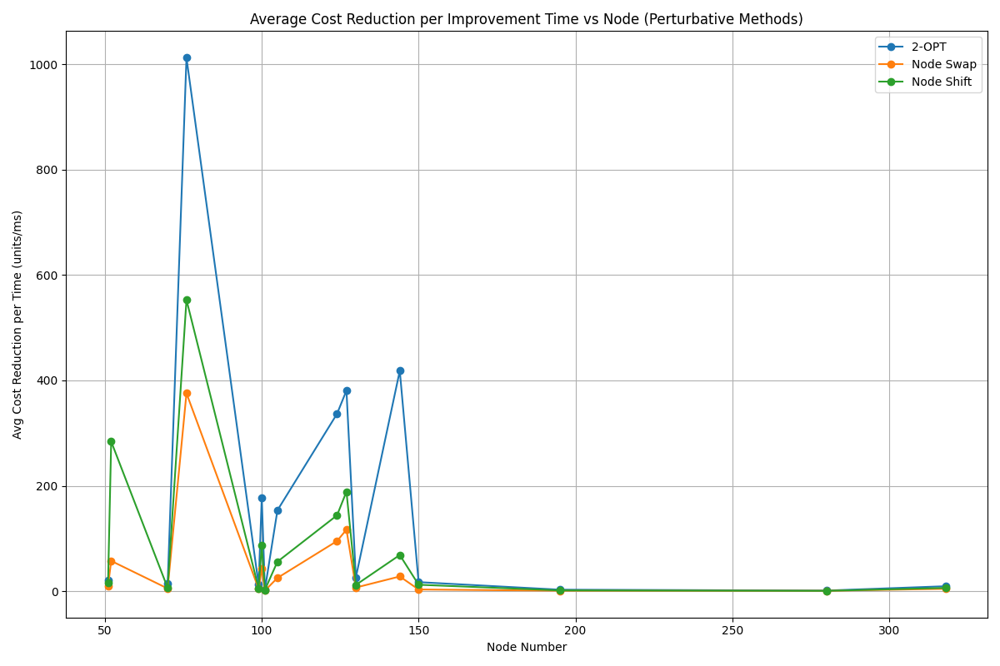 Average Cost Reduction per Improvement Time vs Node (Perturbative Methods)
2-OPT
Node Swap
Node Shift
Avg Cost Reduction per Time (units/ms)
1000
800
600
400
200
0
50 100 150 200 250 300
Node Number